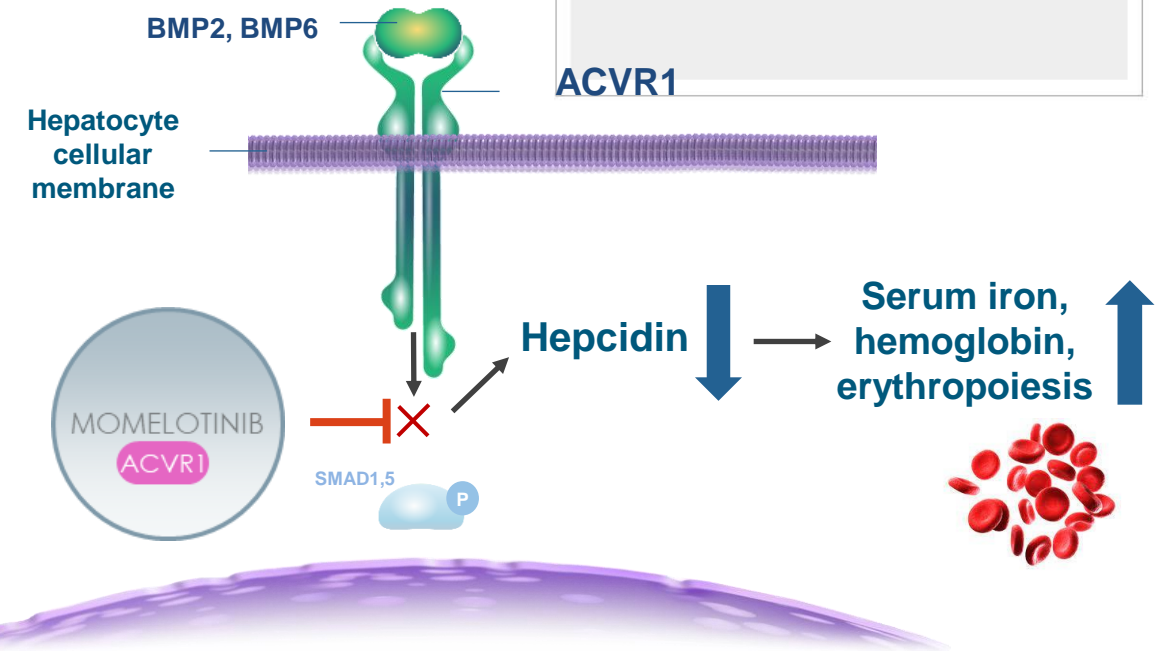 BMP2, BMP6
ACVR1
Hepatocyte
cellular
membrane
Hepcidin
Serum iron,
hemoglobin,
erythropoiesis
MOMELOTINIB
ACVR1
SMAD1,5
P